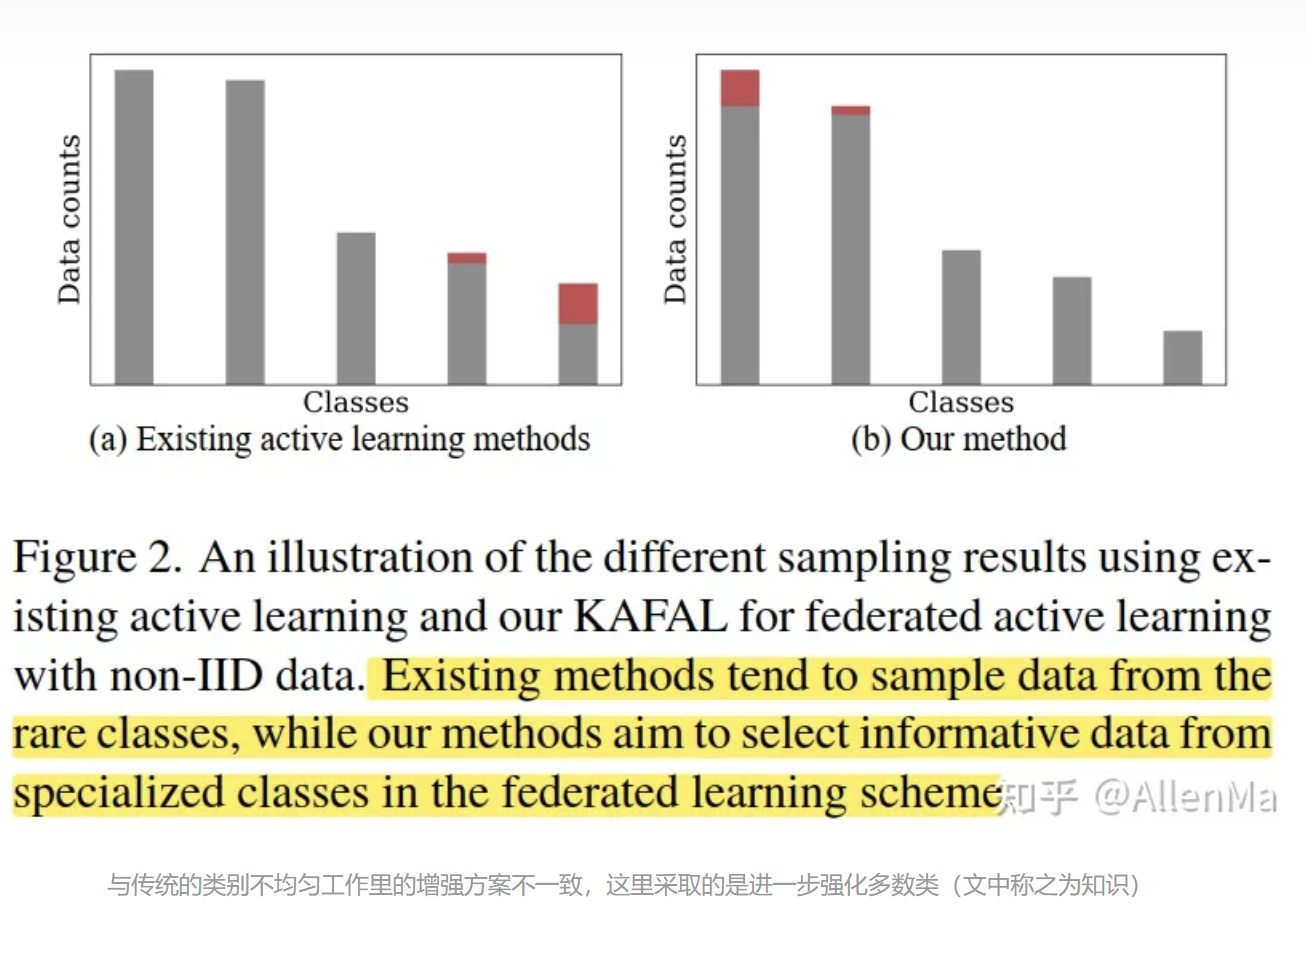 Data counts
Classes
(a) Existing active learning methods
Data counts
Classes
(b) Our method
Figure 2. An illustration of the different sampling results using ex-
isting active learning and our KAFAL for federated active learning
with non-IID data. Existing methods tend to sample data from the
rare classes, while our methods aim to select informative data from
specialized classes in the federated learning scheme
知乎 @AllenMa
与传统的类别不均匀工作里的增强方案不一致，这里采取的是进一步强化多数类（文中称之为知识）